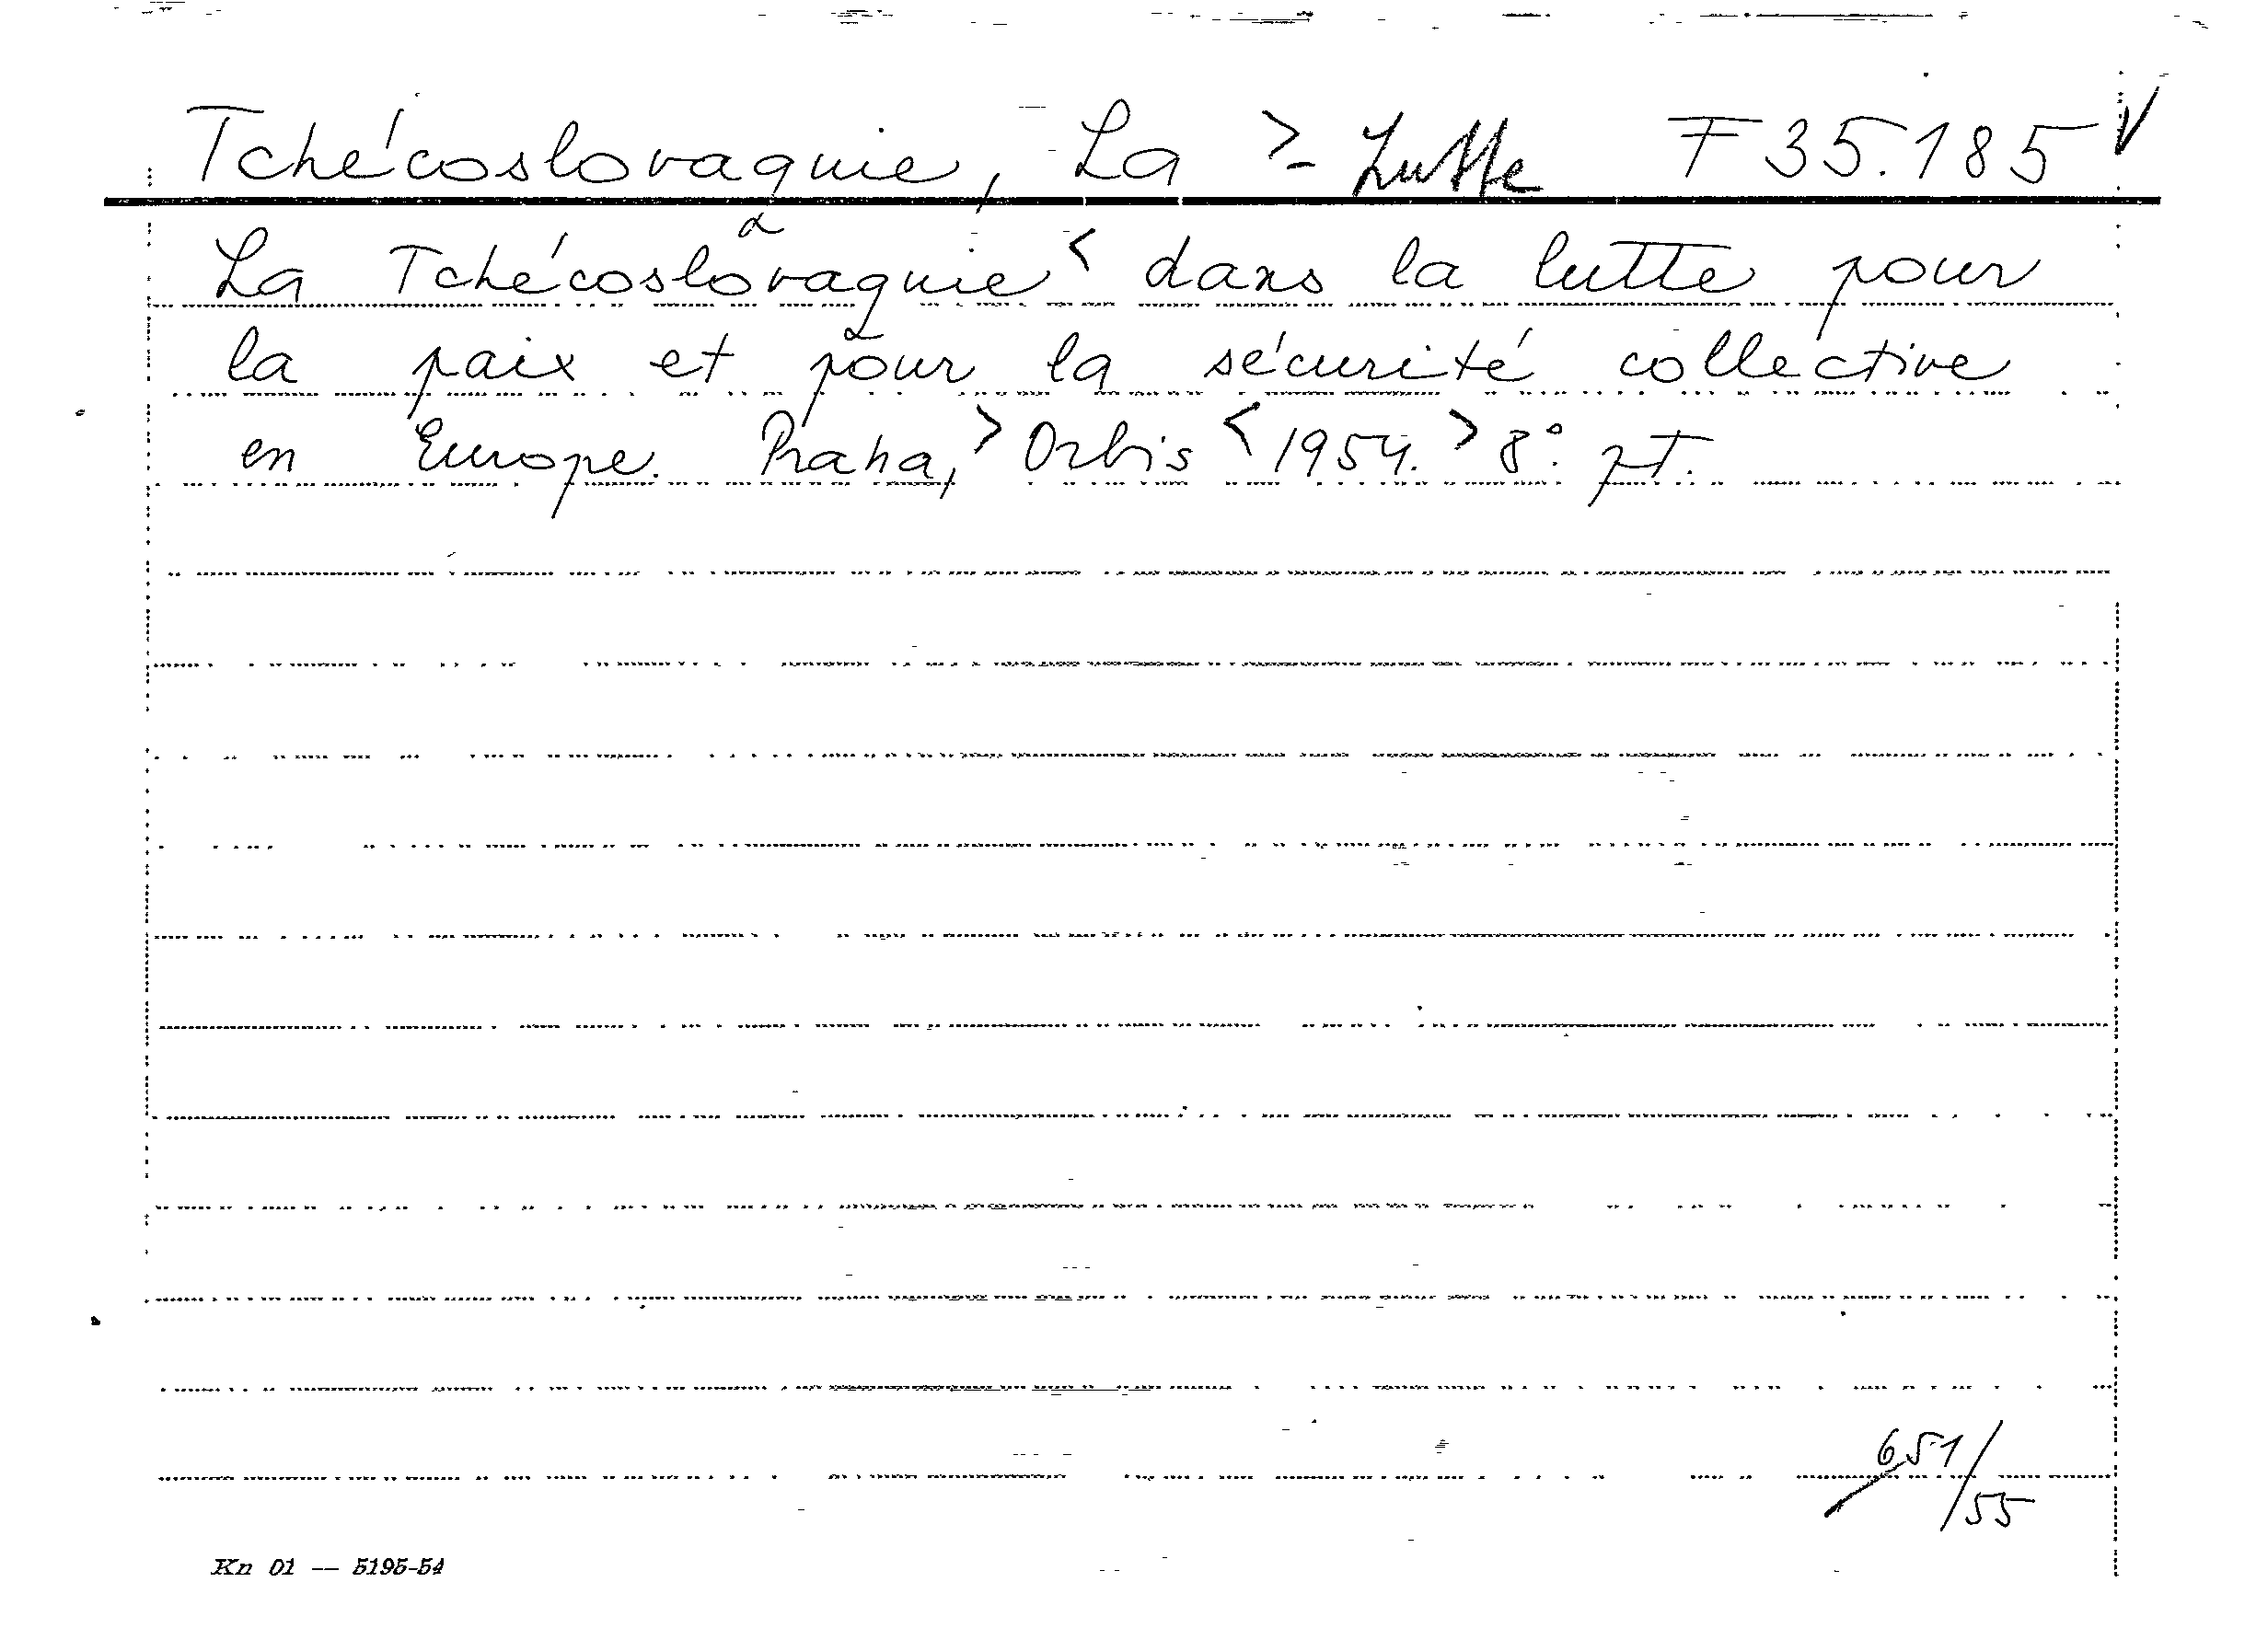 Tchécoslovaquie, La >- Lutte F 35.185 V
La Tchécoslovaquie < dans la lutte pour
la paix et pour la sécurité collective
en Europe. Praha, > Orbis < 1954. > 8°. pt.
651/55
Kn 01 — 5195-54